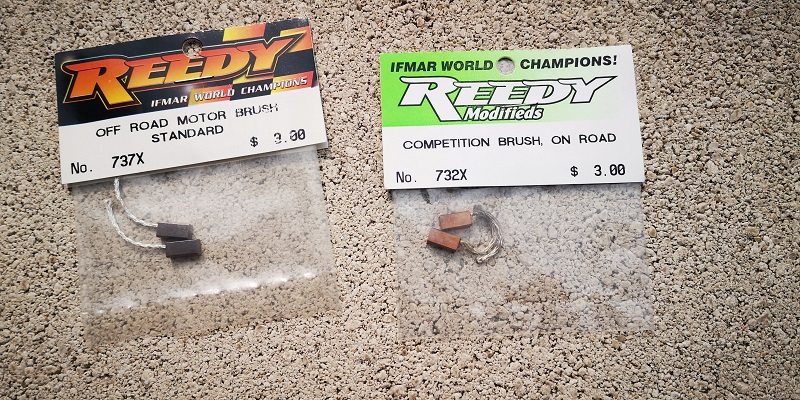 REEDY
IFMAR WORLD CHAMPIONS
OFF ROAD MOTOR BRUSH
STANDARD
No. 737X $ 3.00
IFMAR WORLD CHAMPIONS!
REEDY
Modifieds
COMPETITION BRUSH, ON ROAD
No. 732X $ 3.00